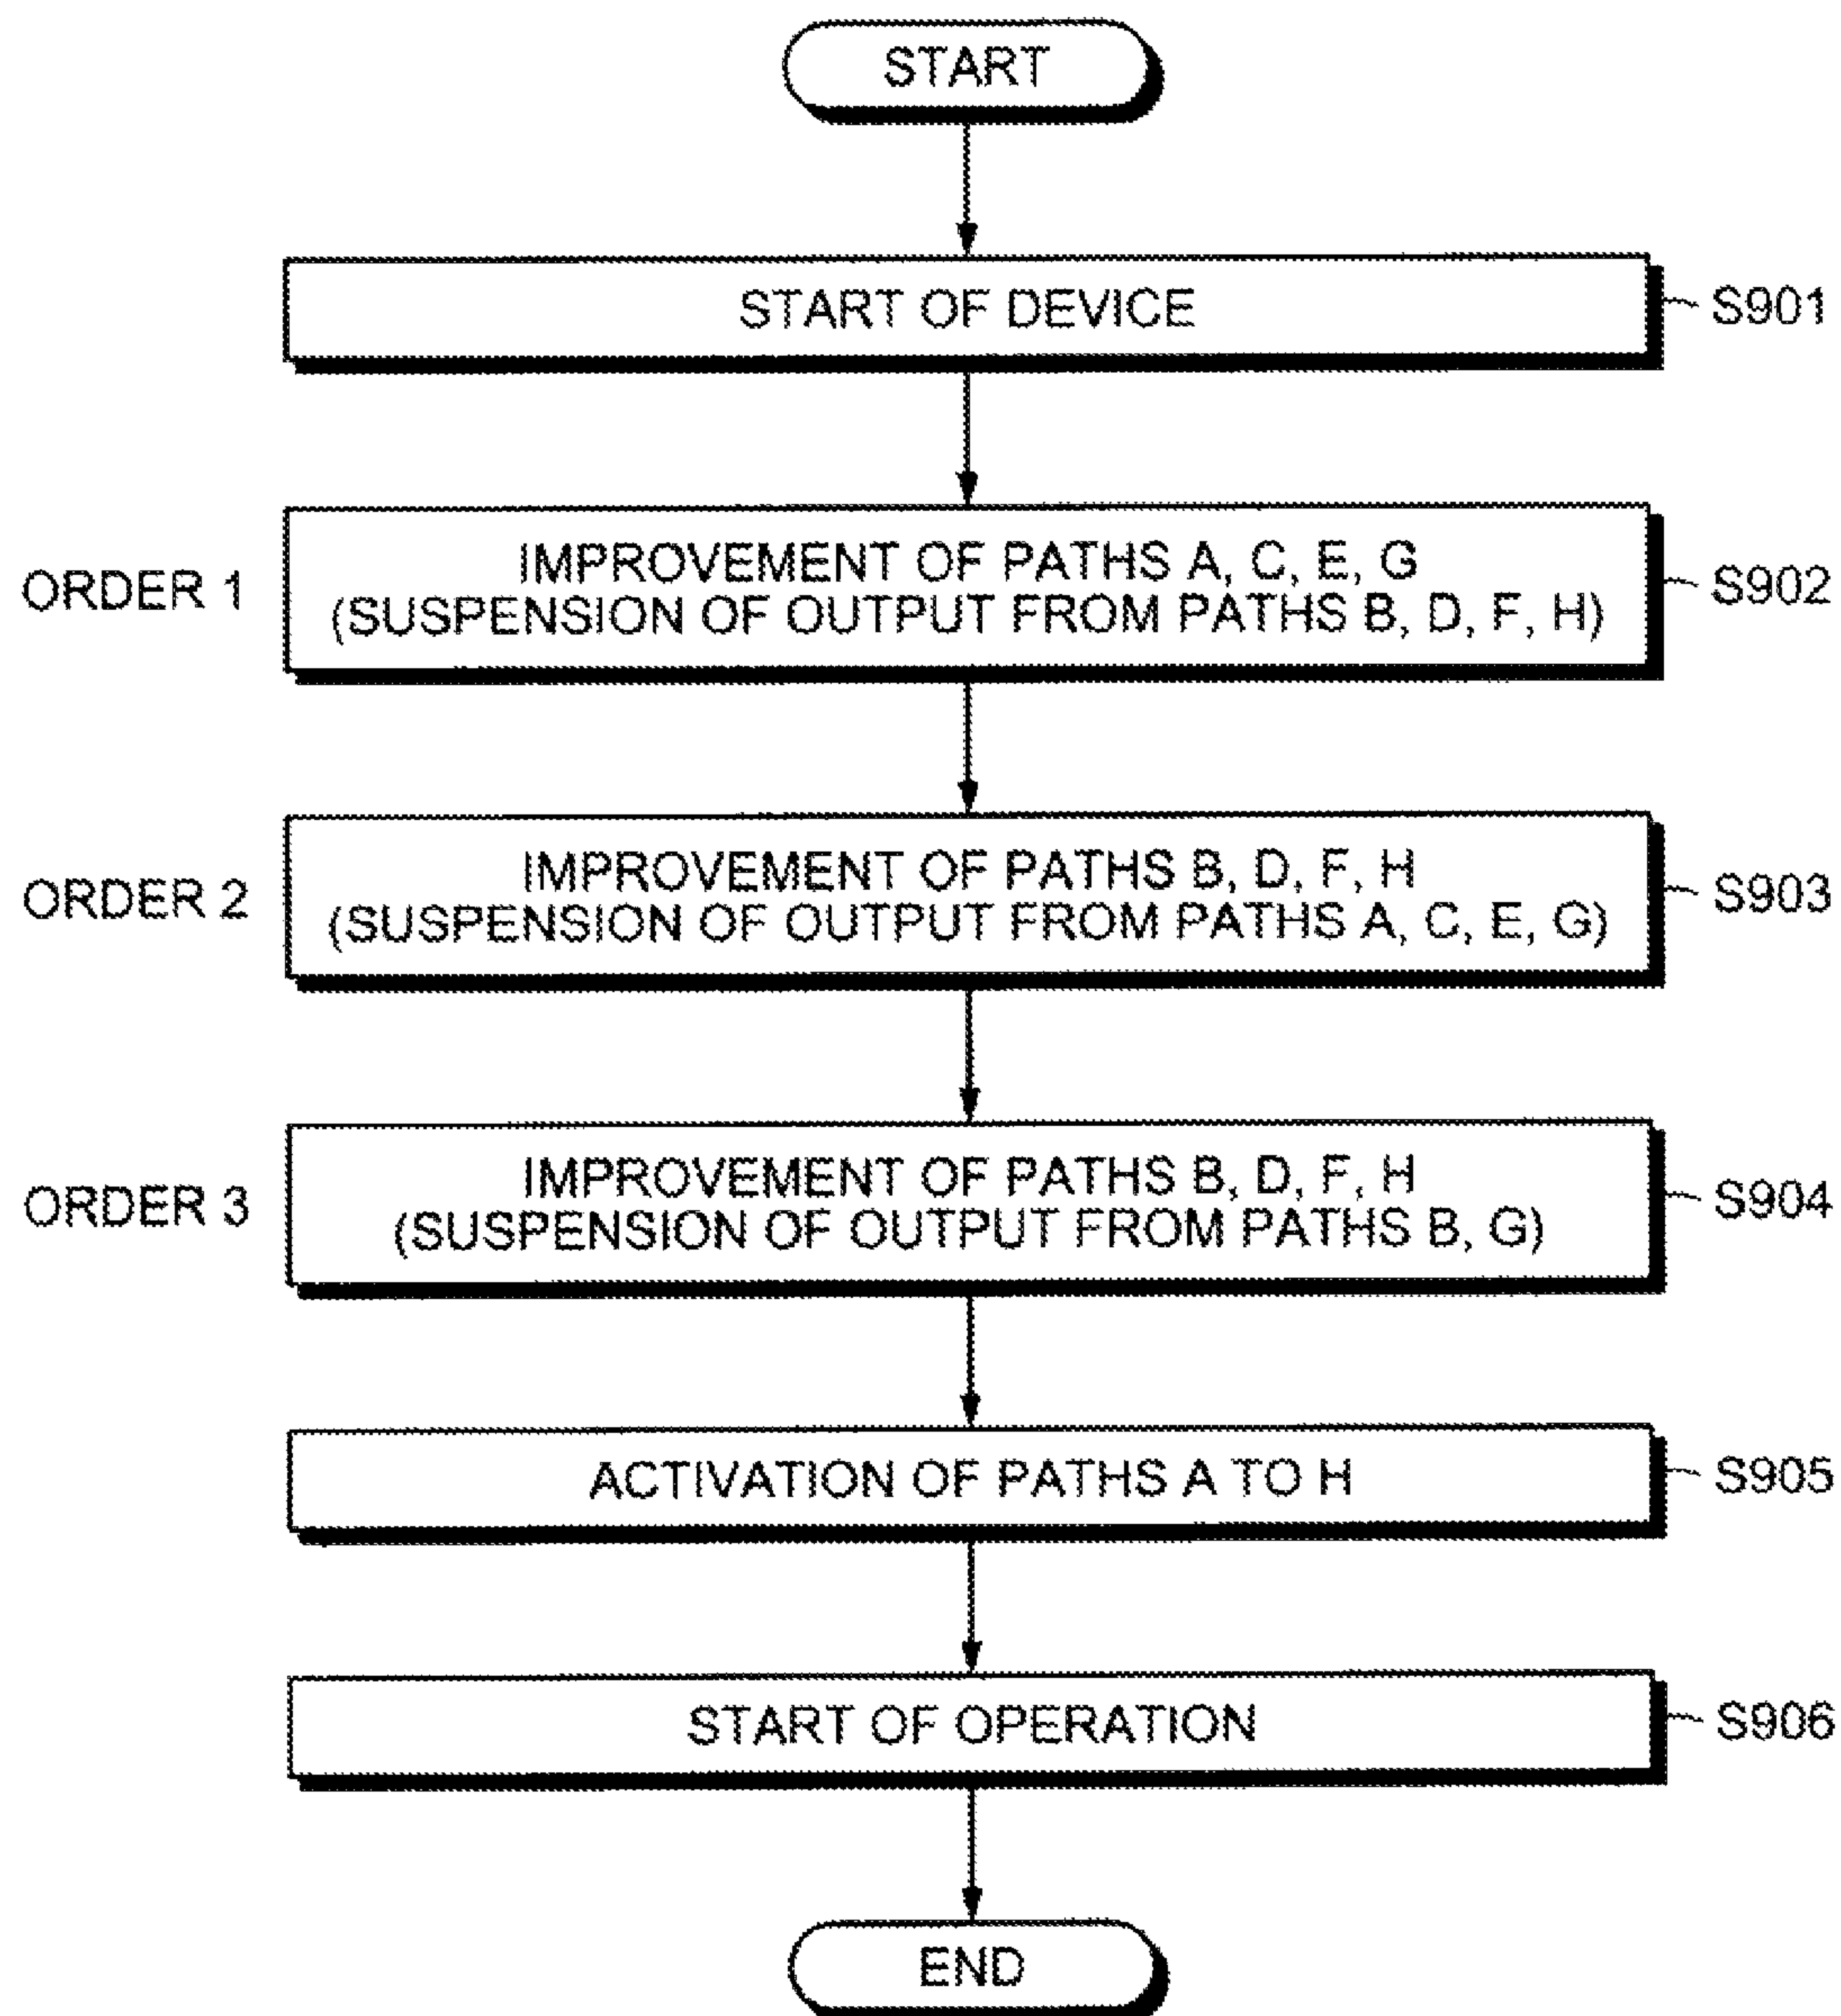 START
START OF DEVICE
S901
ORDER 1
IMPROVEMENT OF PATHS A, C, E, G
(SUSPENSION OF OUTPUT FROM PATHS B, D, F, H)
S902
ORDER 2
IMPROVEMENT OF PATHS B, D, F, H
(SUSPENSION OF OUTPUT FROM PATHS A, C, E, G)
S903
ORDER 3
IMPROVEMENT OF PATHS B, D, F, H
(SUSPENSION OF OUTPUT FROM PATHS B, G)
S904
ACTIVATION OF PATHS A TO H
S905
START OF OPERATION
S906
END